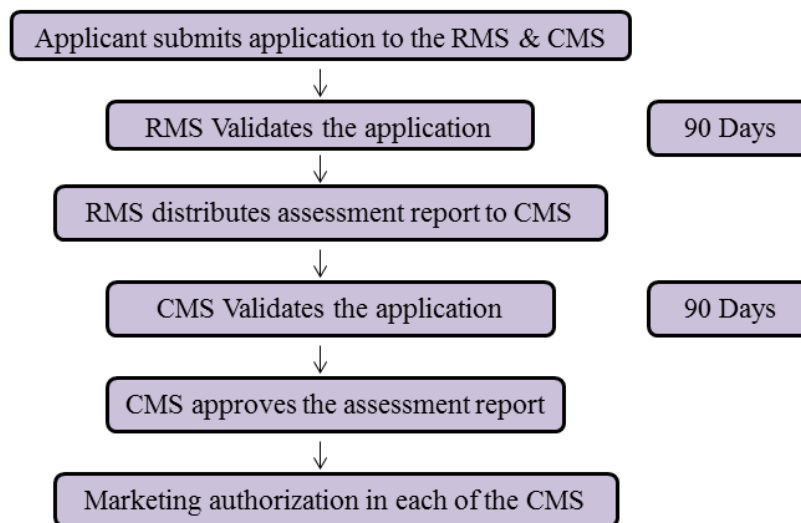 Applicant submits application to the RMS & CMS
RMS Validates the application
90 Days
RMS distributes assessment report to CMS
CMS Validates the application
90 Days
CMS approves the assessment report
Marketing authorization in each of the CMS